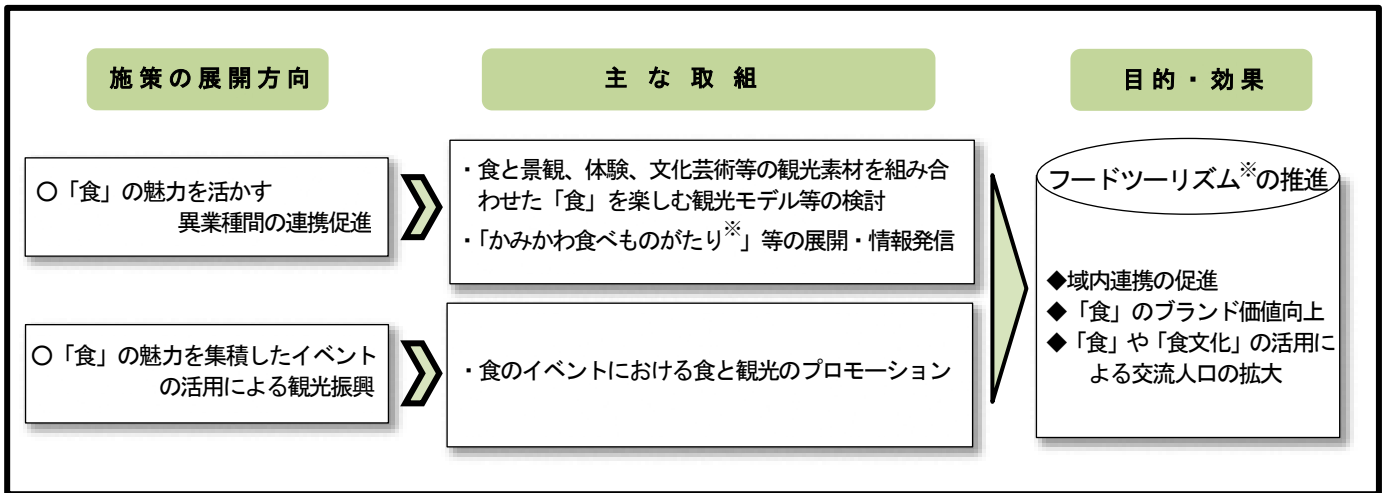 施策の展開方向
主な取組
目的・効果
○「食」の魅力を活かす
異業種間の連携促進
・食と景観、体験、文化芸術等の観光素材を組み合
わせた「食」を楽しむ観光モデル等の検討
・「かみかわ食べものがたり※」等の展開・情報発信
○「食」の魅力を集積したイベント
の活用による観光振興
・食のイベントにおける食と観光のプロモーション
フードツーリズム※の推進
◆域内連携の促進
◆「食」のブランド価値向上
◆「食」や「食文化」の活用に
よる交流人口の拡大